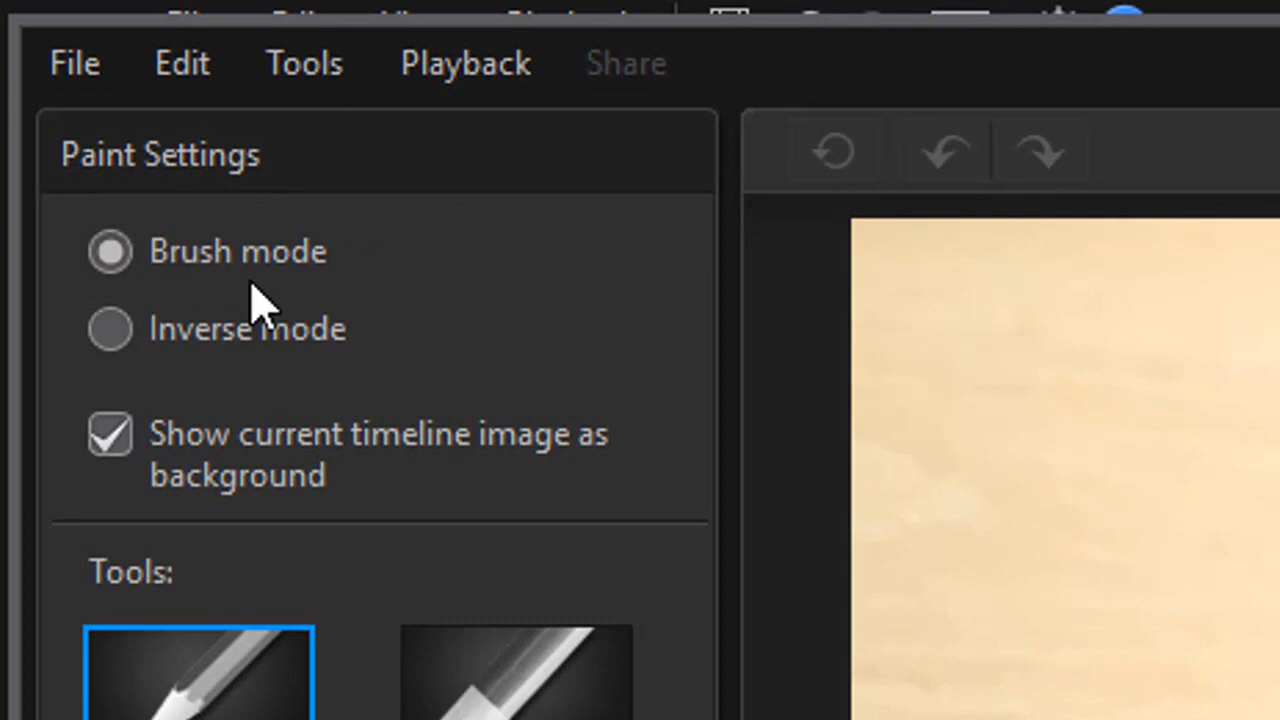 File Edit Tools Playback Share
Paint Settings
Brush mode
Inverse mode
Show current timeline image as
background
Tools: